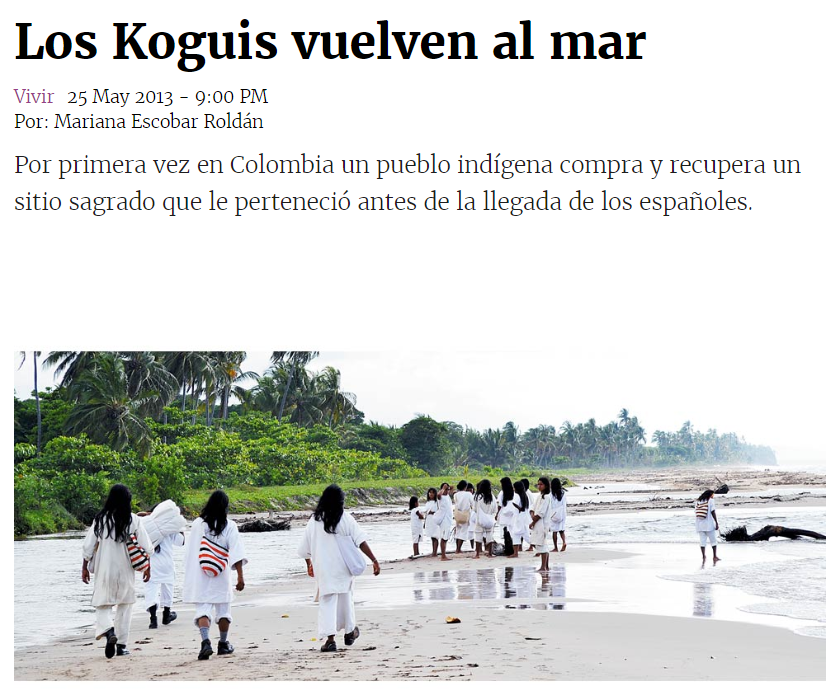 Los Koguis vuelven al mar
Vivir 25 May 2013 - 9:00 PM
Por: Mariana Escobar Roldán
Por primera vez en Colombia un pueblo indígena compra y recupera un
sitio sagrado que le perteneció antes de la llegada de los españoles.